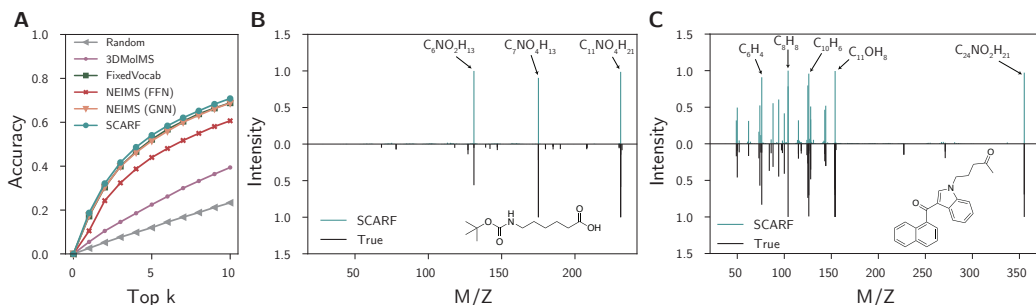 A
Accuracy
1.0
0.8
0.6
0.4
0.2
0.0
Random
3DMolMS
FixedVocab
NEIMS (FFN)
NEIMS (GNN)
SCARF
0
5
10
Top k
B
Intensity
1.5
1.0
0.5
0.0
0.5
1.0
1.5
C₆NO₂H₁₃
C₇NO₄H₁₃
C₁₁NO₄H₂₁
SCARF
True
O
O
H
N
O
OH
50
100
150
200
M/Z
C
Intensity
1.5
1.0
0.5
0.0
0.5
1.0
1.5
C₆H₄
C₈H₈
C₁₀H₆
C₁₁OH₈
C₂₄NO₂H₂₁
SCARF
True
O
N
O
50
100
150
200
250
300
350
M/Z